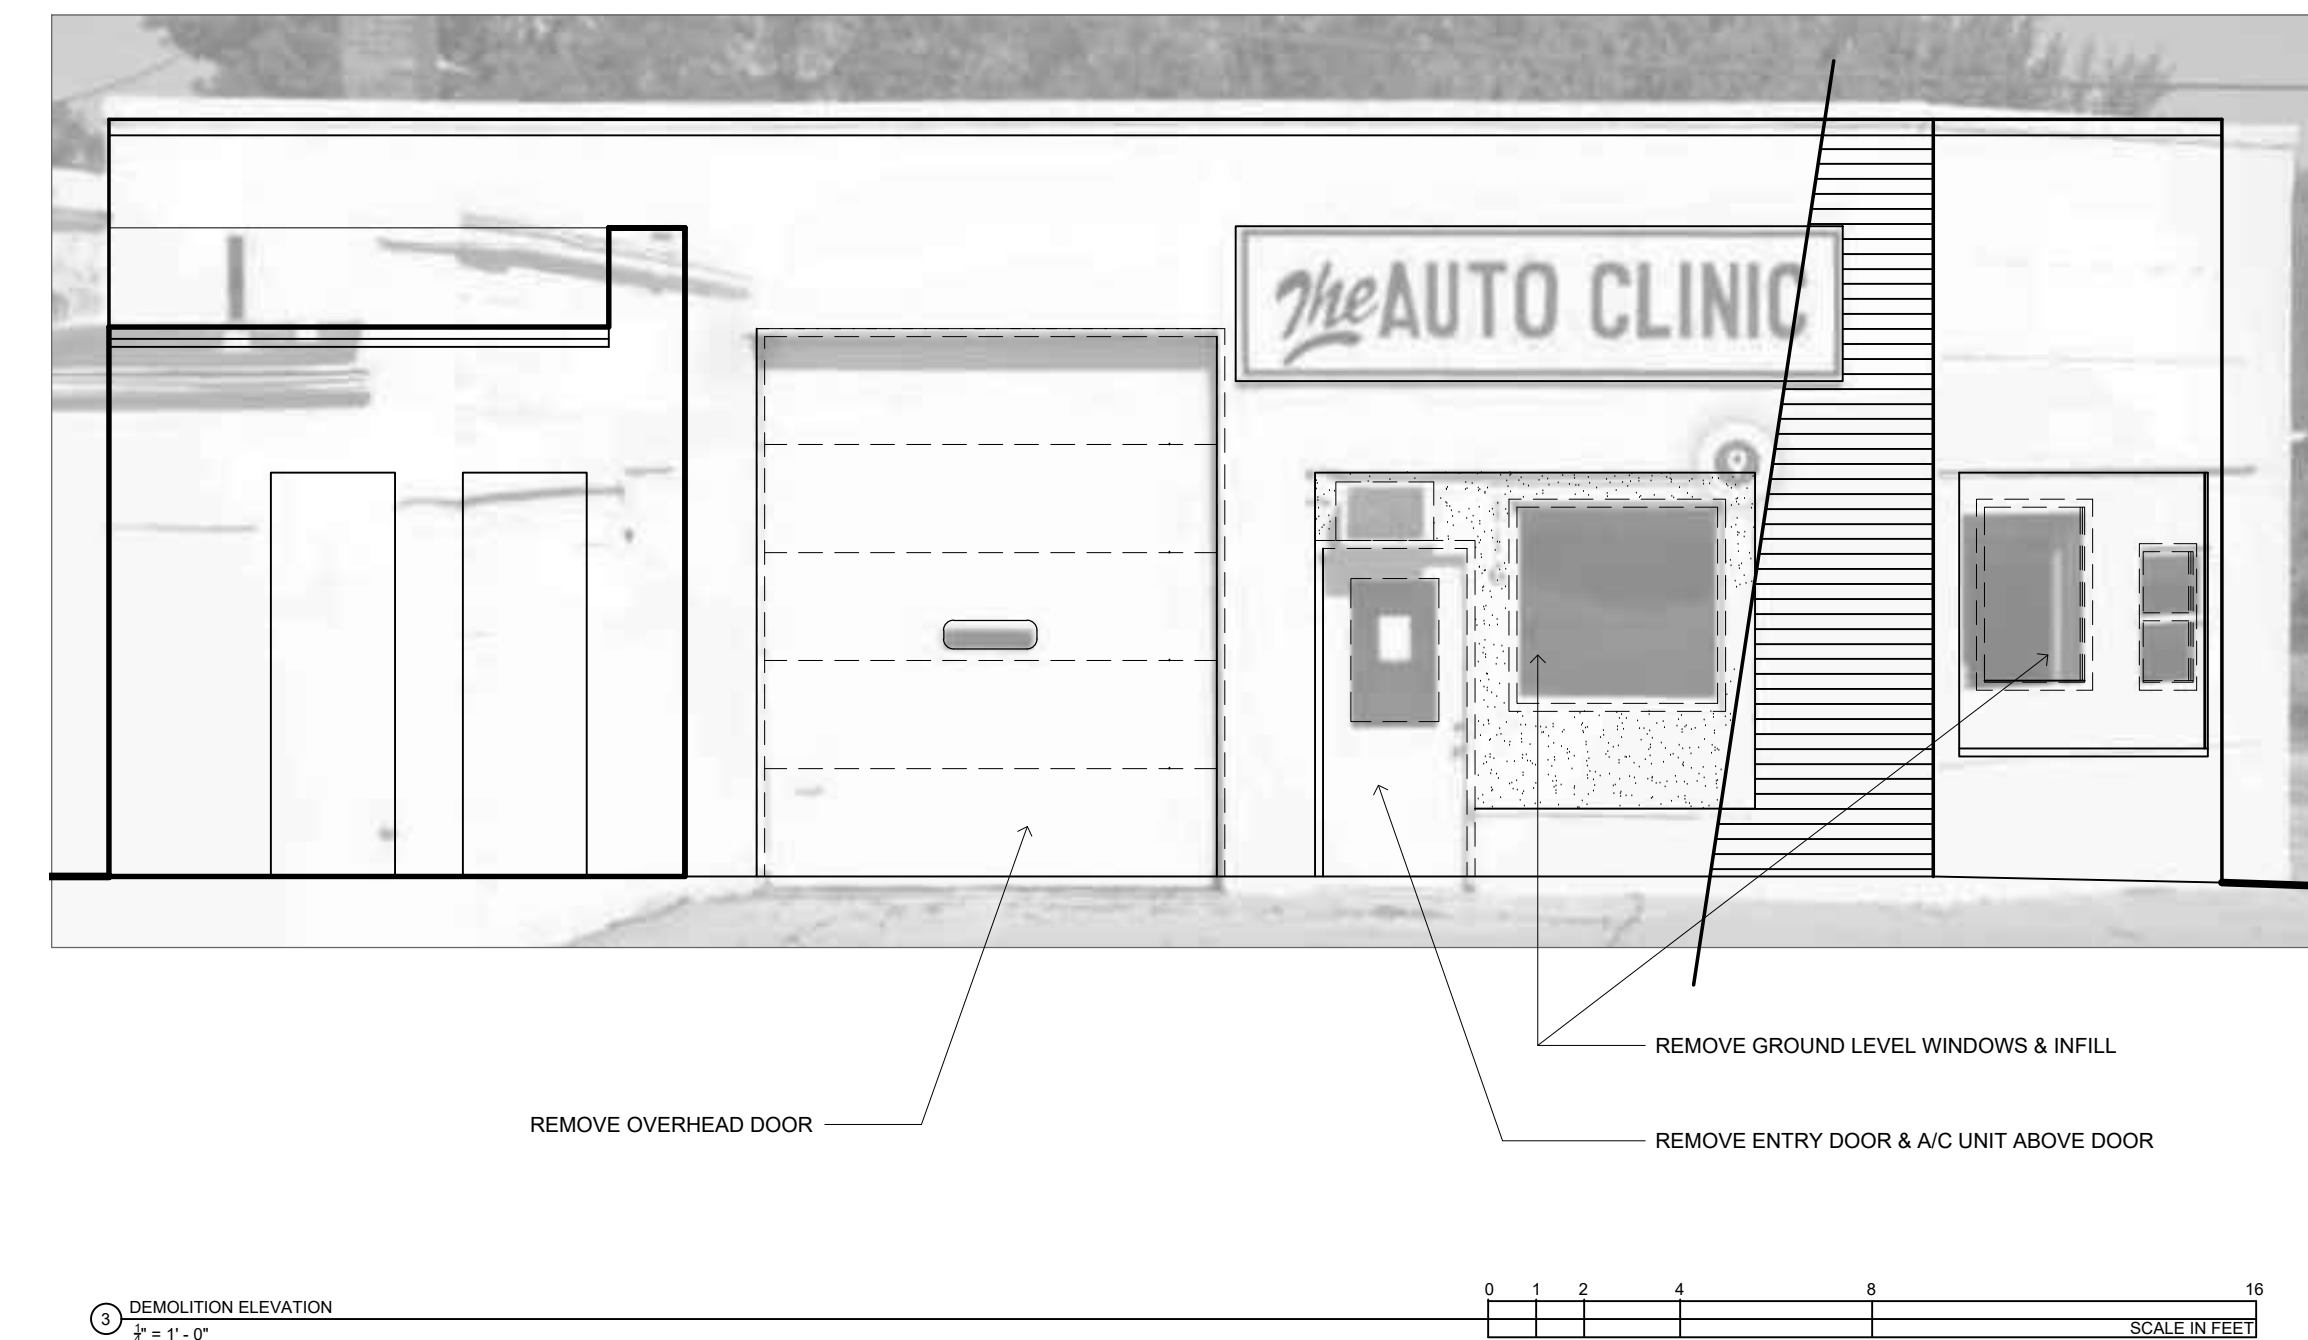 The AUTO CLINIC
REMOVE GROUND LEVEL WINDOWS & INFILL
REMOVE OVERHEAD DOOR
REMOVE ENTRY DOOR & A/C UNIT ABOVE DOOR
3
DEMOLITION ELEVATION
1/4" = 1' - 0"
0 1 2 4 8 16
SCALE IN FEET